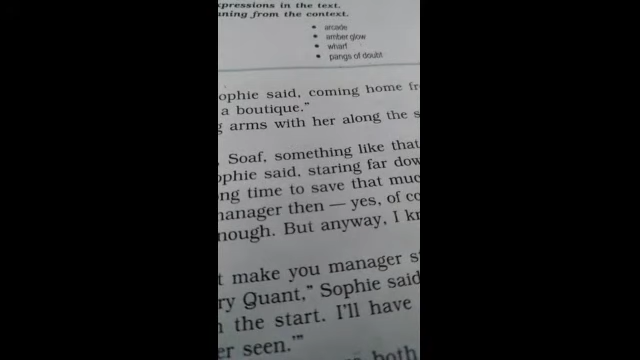 xpressions in the text.
ning from the context.
• arcade
• amber glow
• wharf
• pangs of doubt
ophie said, coming home fr
a boutique."
g arms with her along the s
Soaf, something like that
ophie said, staring far dow
ng time to save that muc
manager then — yes, of co
nough. But anyway, I kn
t make you manager s
ry Quant," Sophie said
n the start. I'll have
er seen.'"
both